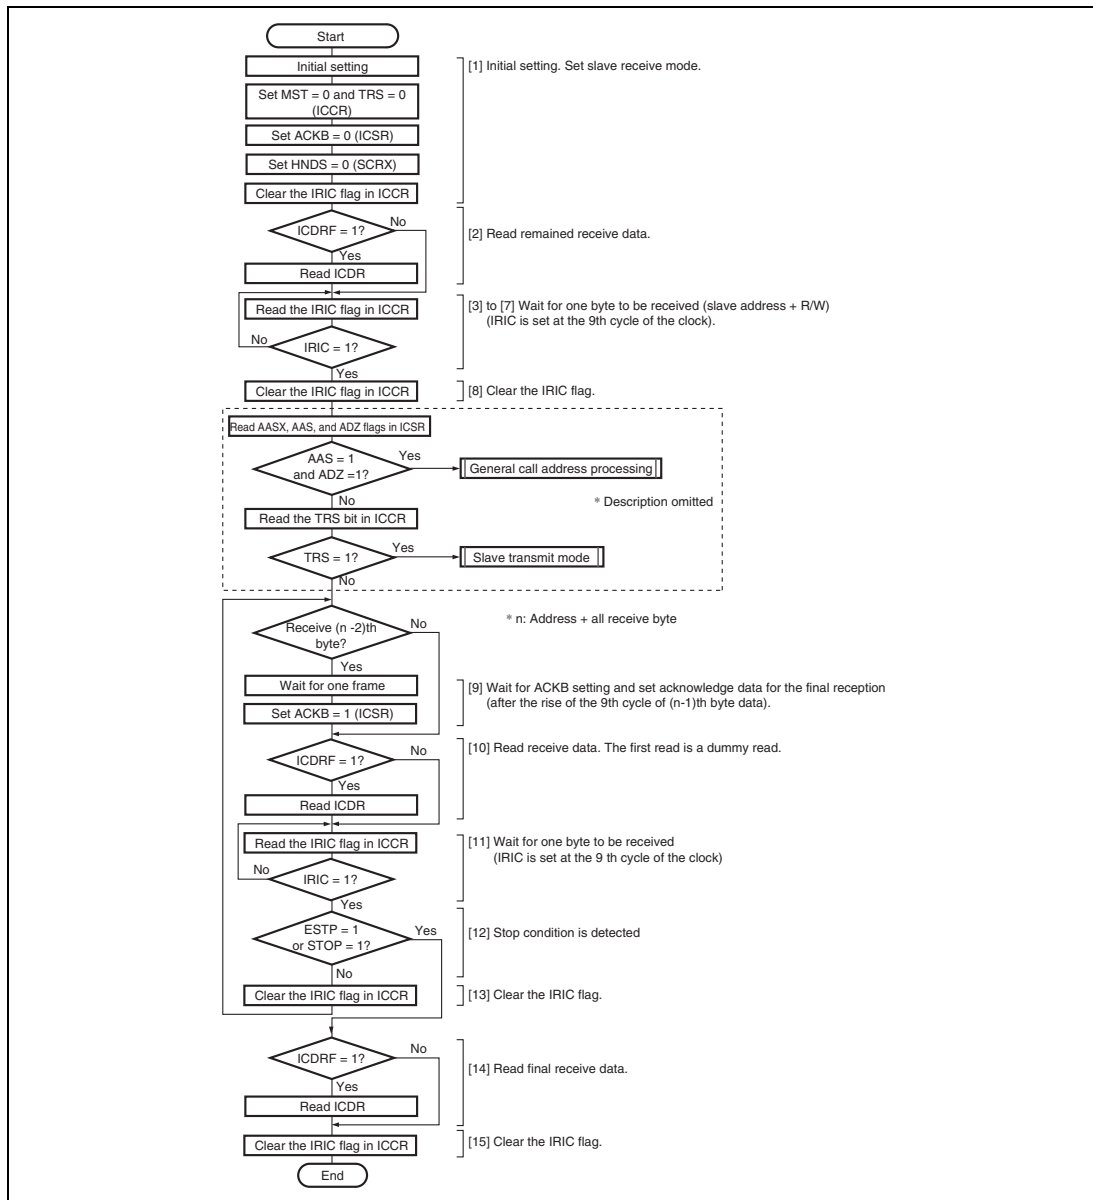 Start
Initial setting
[1] Initial setting. Set slave receive mode.
Set MST = 0 and TRS = 0
(ICCR)
Set ACKB = 0 (ICSR)
Set HNDS = 0 (SCRX)
Clear the IRIC flag in ICCR
ICDRF = 1?
No
[2] Read remained receive data.
Yes
Read ICDR
Read the IRIC flag in ICCR
[3] to [7] Wait for one byte to be received (slave address + R/W)
(IRIC is set at the 9th cycle of the clock).
No
IRIC = 1?
Yes
Clear the IRIC flag in ICCR
[8] Clear the IRIC flag.
Read AASX, AAS, and ADZ flags in ICSR
AAS = 1
and ADZ =1?
Yes
General call address processing
No
* Description omitted
Read the TRS bit in ICCR
TRS = 1?
Yes
Slave transmit mode
No
* n: Address + all receive byte
Receive (n -2)th
byte?
No
Yes
Wait for one frame
[9] Wait for ACKB setting and set acknowledge data for the final reception
(after the rise of the 9th cycle of (n-1)th byte data).
Set ACKB = 1 (ICSR)
[10] Read receive data. The first read is a dummy read.
ICDRF = 1?
No
Yes
Read ICDR
Read the IRIC flag in ICCR
[11] Wait for one byte to be received
(IRIC is set at the 9 th cycle of the clock)
No
IRIC = 1?
Yes
ESTP = 1
or STOP = 1?
Yes
[12] Stop condition is detected
No
Clear the IRIC flag in ICCR
[13] Clear the IRIC flag.
ICDRF = 1?
No
[14] Read final receive data.
Yes
Read ICDR
Clear the IRIC flag in ICCR
[15] Clear the IRIC flag.
End